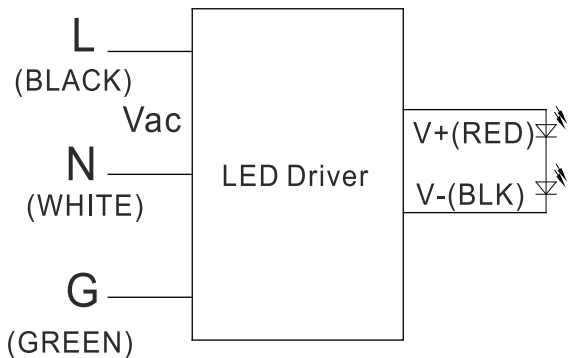 L
(BLACK)
Vac
N
(WHITE)
G
(GREEN)
LED Driver
V+(RED)
V-(BLK)